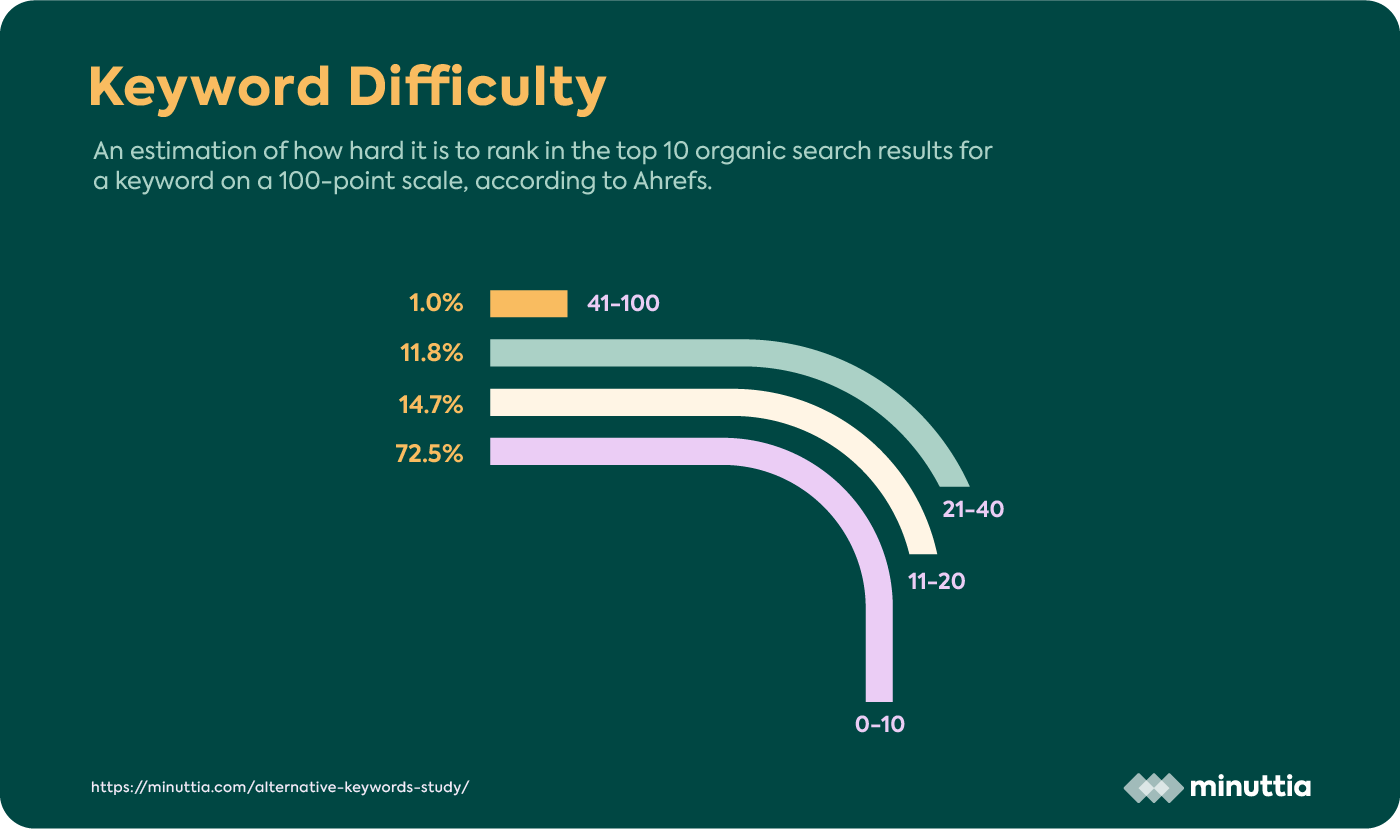 Keyword Difficulty
An estimation of how hard it is to rank in the top 10 organic search results for
a keyword on a 100-point scale, according to Ahrefs.
1.0% 41-100
11.8%
14.7%
72.5%
21-40
11-20
0-10
https://minuttia.com/alternative-keywords-study/
minuttia